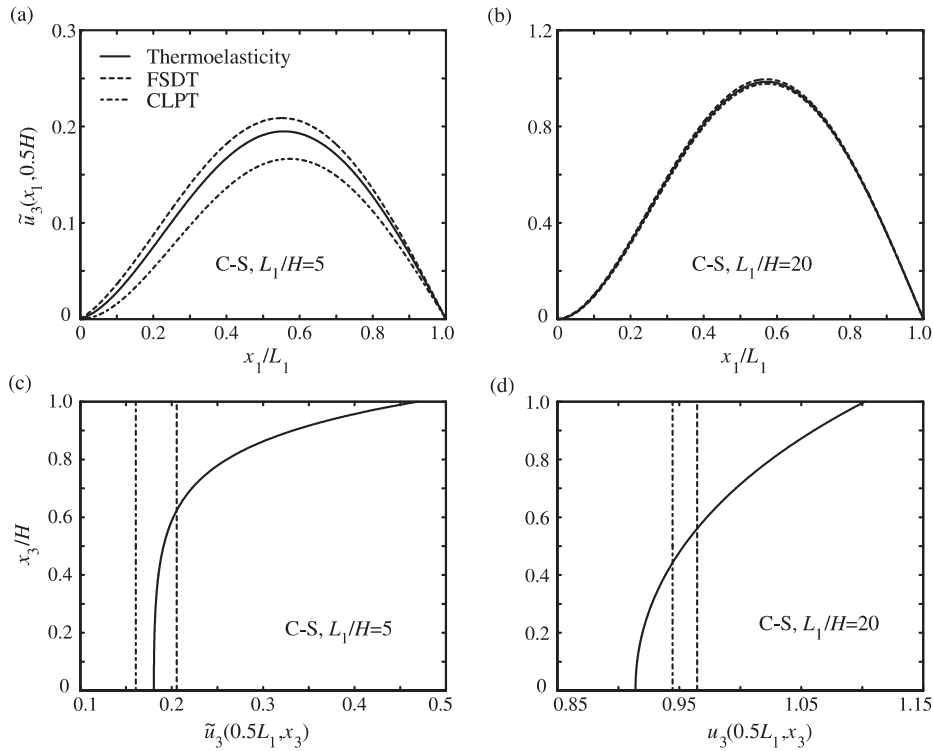 (a)
0.3
0.2
0.1
0
ũ₃(x₁,0.5H)
Thermoelasticity
FSDT
CLPT
C-S, L₁/H=5
0 0.2 0.4 0.6 0.8 1.0
x₁/L₁
(b)
1.2
0.8
0.4
0
C-S, L₁/H=20
0 0.2 0.4 0.6 0.8 1.0
x₁/L₁
(c)
1.0
0.8
0.6
0.4
0.2
0
x₃/H
C-S, L₁/H=5
0.1 0.2 0.3 0.4 0.5
ũ₃(0.5L₁,x₃)
(d)
1.0
0.8
0.6
0.4
0.2
0
C-S, L₁/H=20
0.85 0.95 1.05 1.15
u₃(0.5L₁,x₃)